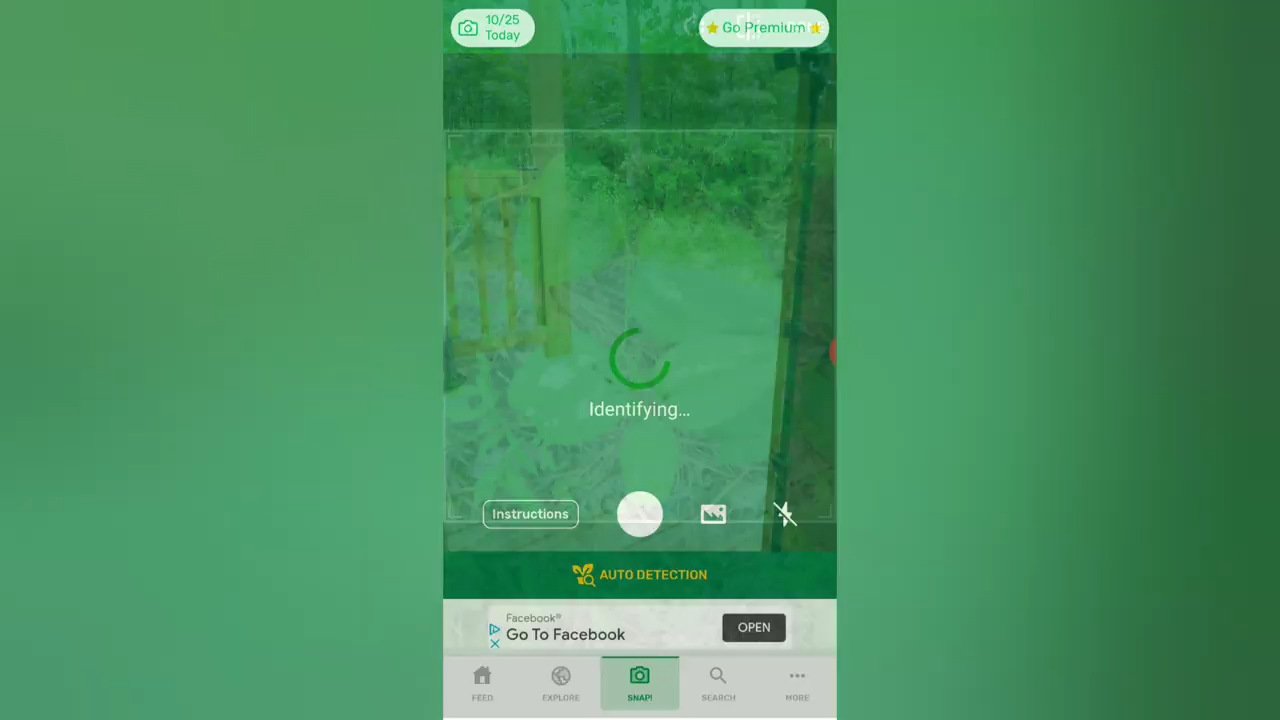 10/25
Today
Go Premium
Identifying...
Instructions
AUTO DETECTION
Facebook®
Go To Facebook
OPEN
FEED
EXPLORE
SNAP!
SEARCH
MORE